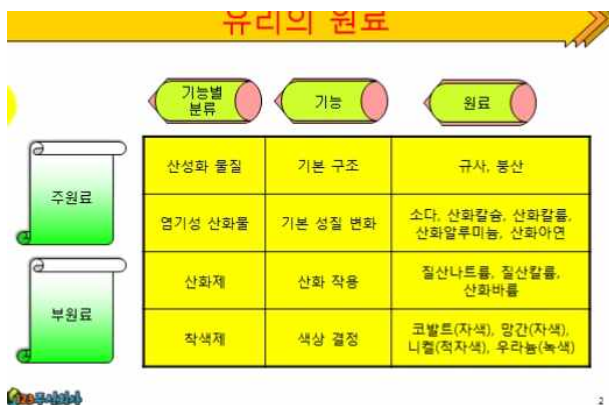 유리의 원료
기능별
분류
기능
원료
주원료
산성화 물질
기본 구조
규사, 붕산
염기성 산화물
기본 성질 변화
소다, 산화칼슘, 산화칼륨,
산화알루미늄, 산화아연
부원료
산화제
산화 작용
질산나트륨, 질산칼륨,
산화바륨
착색제
색상 결정
코발트(자색), 망간(자색),
니켈(적자색), 우라늄(녹색)
2